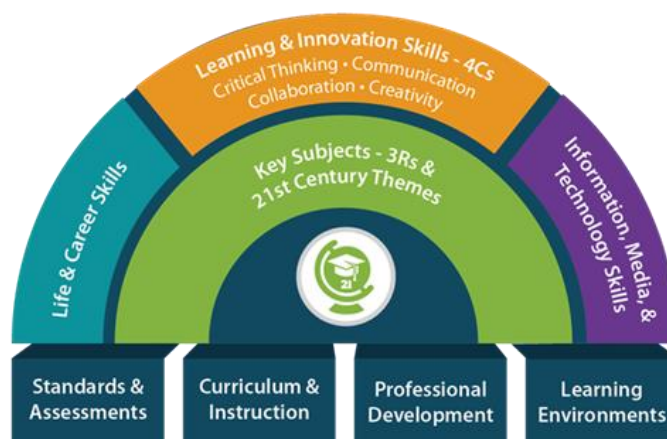 Learning & Innovation Skills - 4Cs
Critical Thinking • Communication
Collaboration • Creativity
Life & Career Skills
Key Subjects - 3Rs &
21st Century Themes
Information, Media, &
Technology Skills
21
Standards &
Assessments
Curriculum &
Instruction
Professional
Development
Learning
Environments